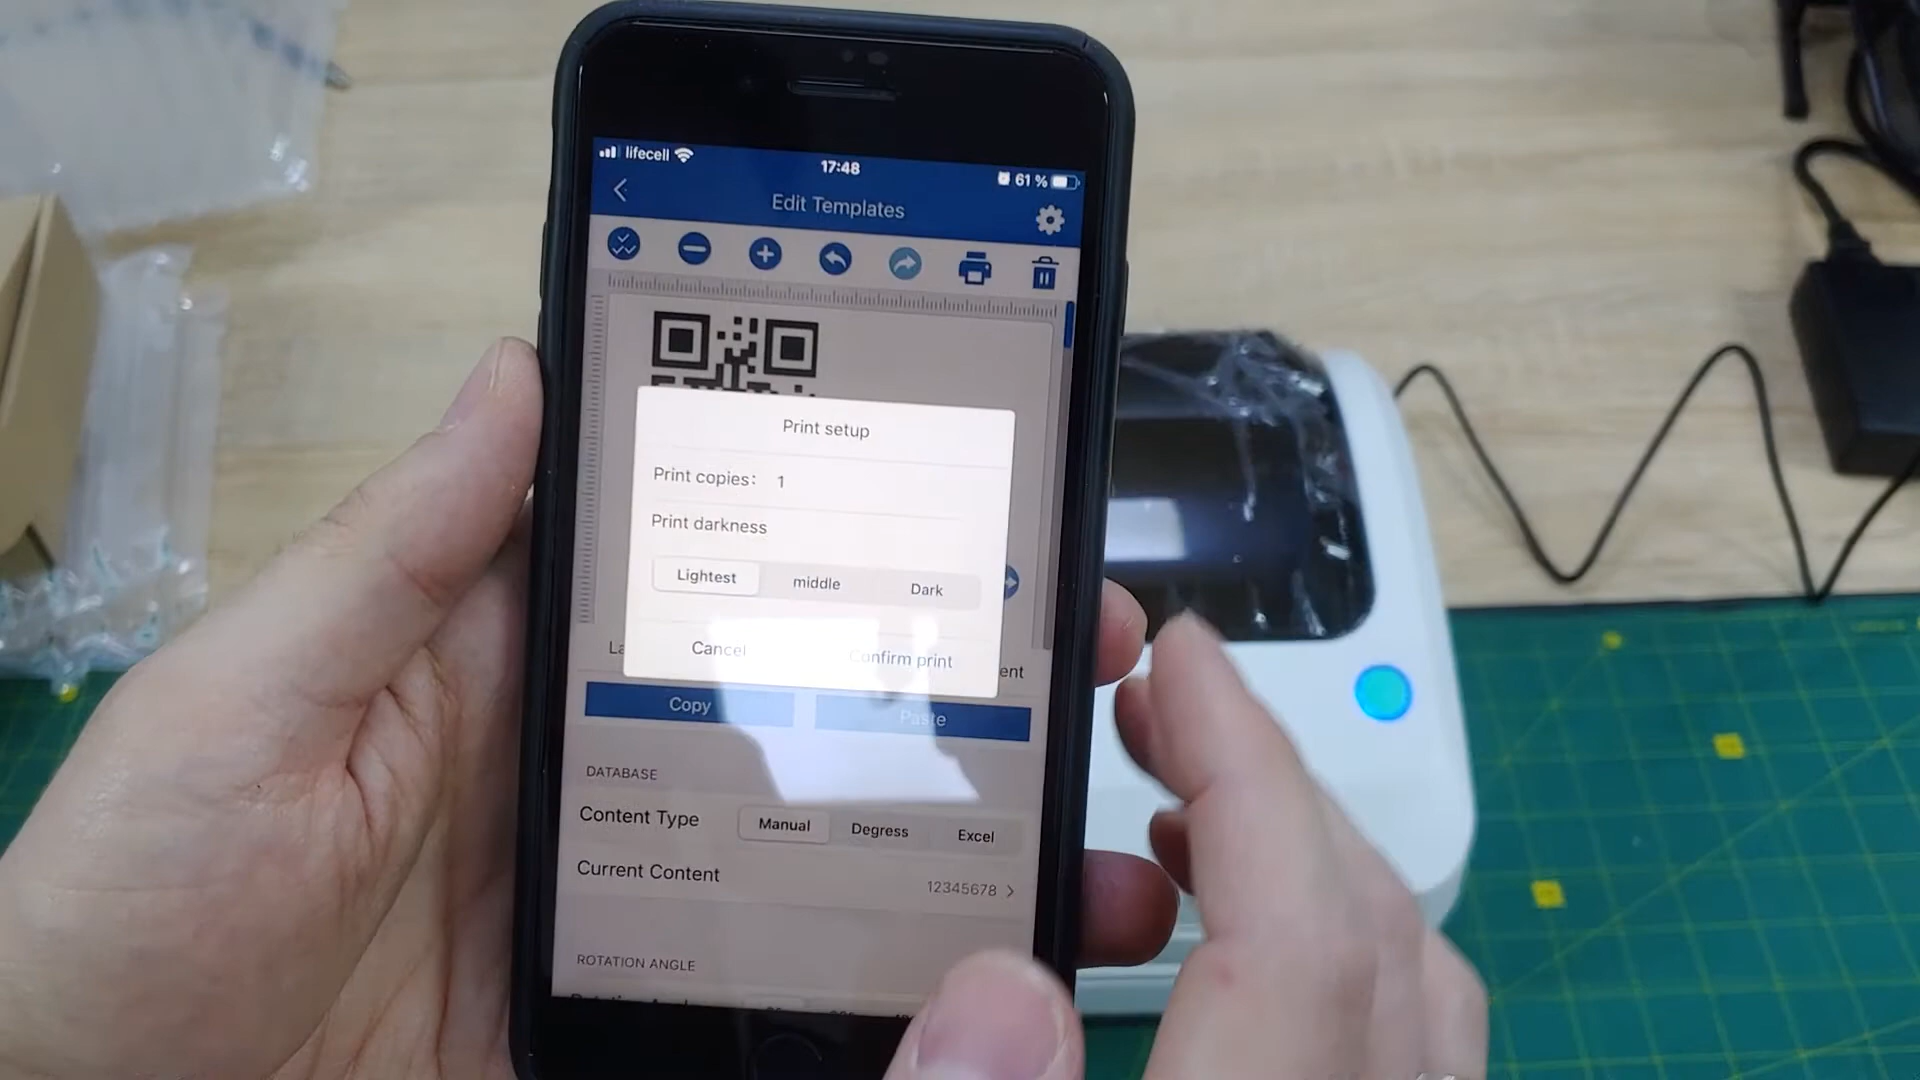 lifecell
17:48
61 %
Edit Templates
Print setup
Print copies: 1
Print darkness
Lightest middle Dark
Cancel Confirm print
Copy Paste
DATABASE
Content Type Manual Degress Excel
Current Content 12345678
ROTATION ANGLE